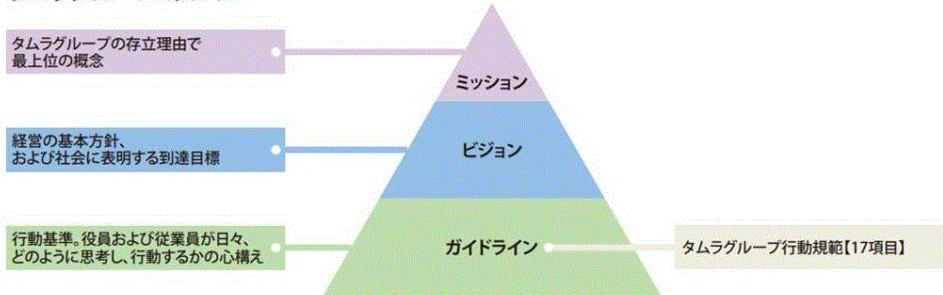 タムラグループの存立理由で
最上位の概念
ミッション
経営の基本方針、
および社会に表明する到達目標
ビジョン
行動基準。役員および従業員が日々、
どのように思考し、行動するかの心構え
ガイドライン
タムラグループ行動規範【17項目】